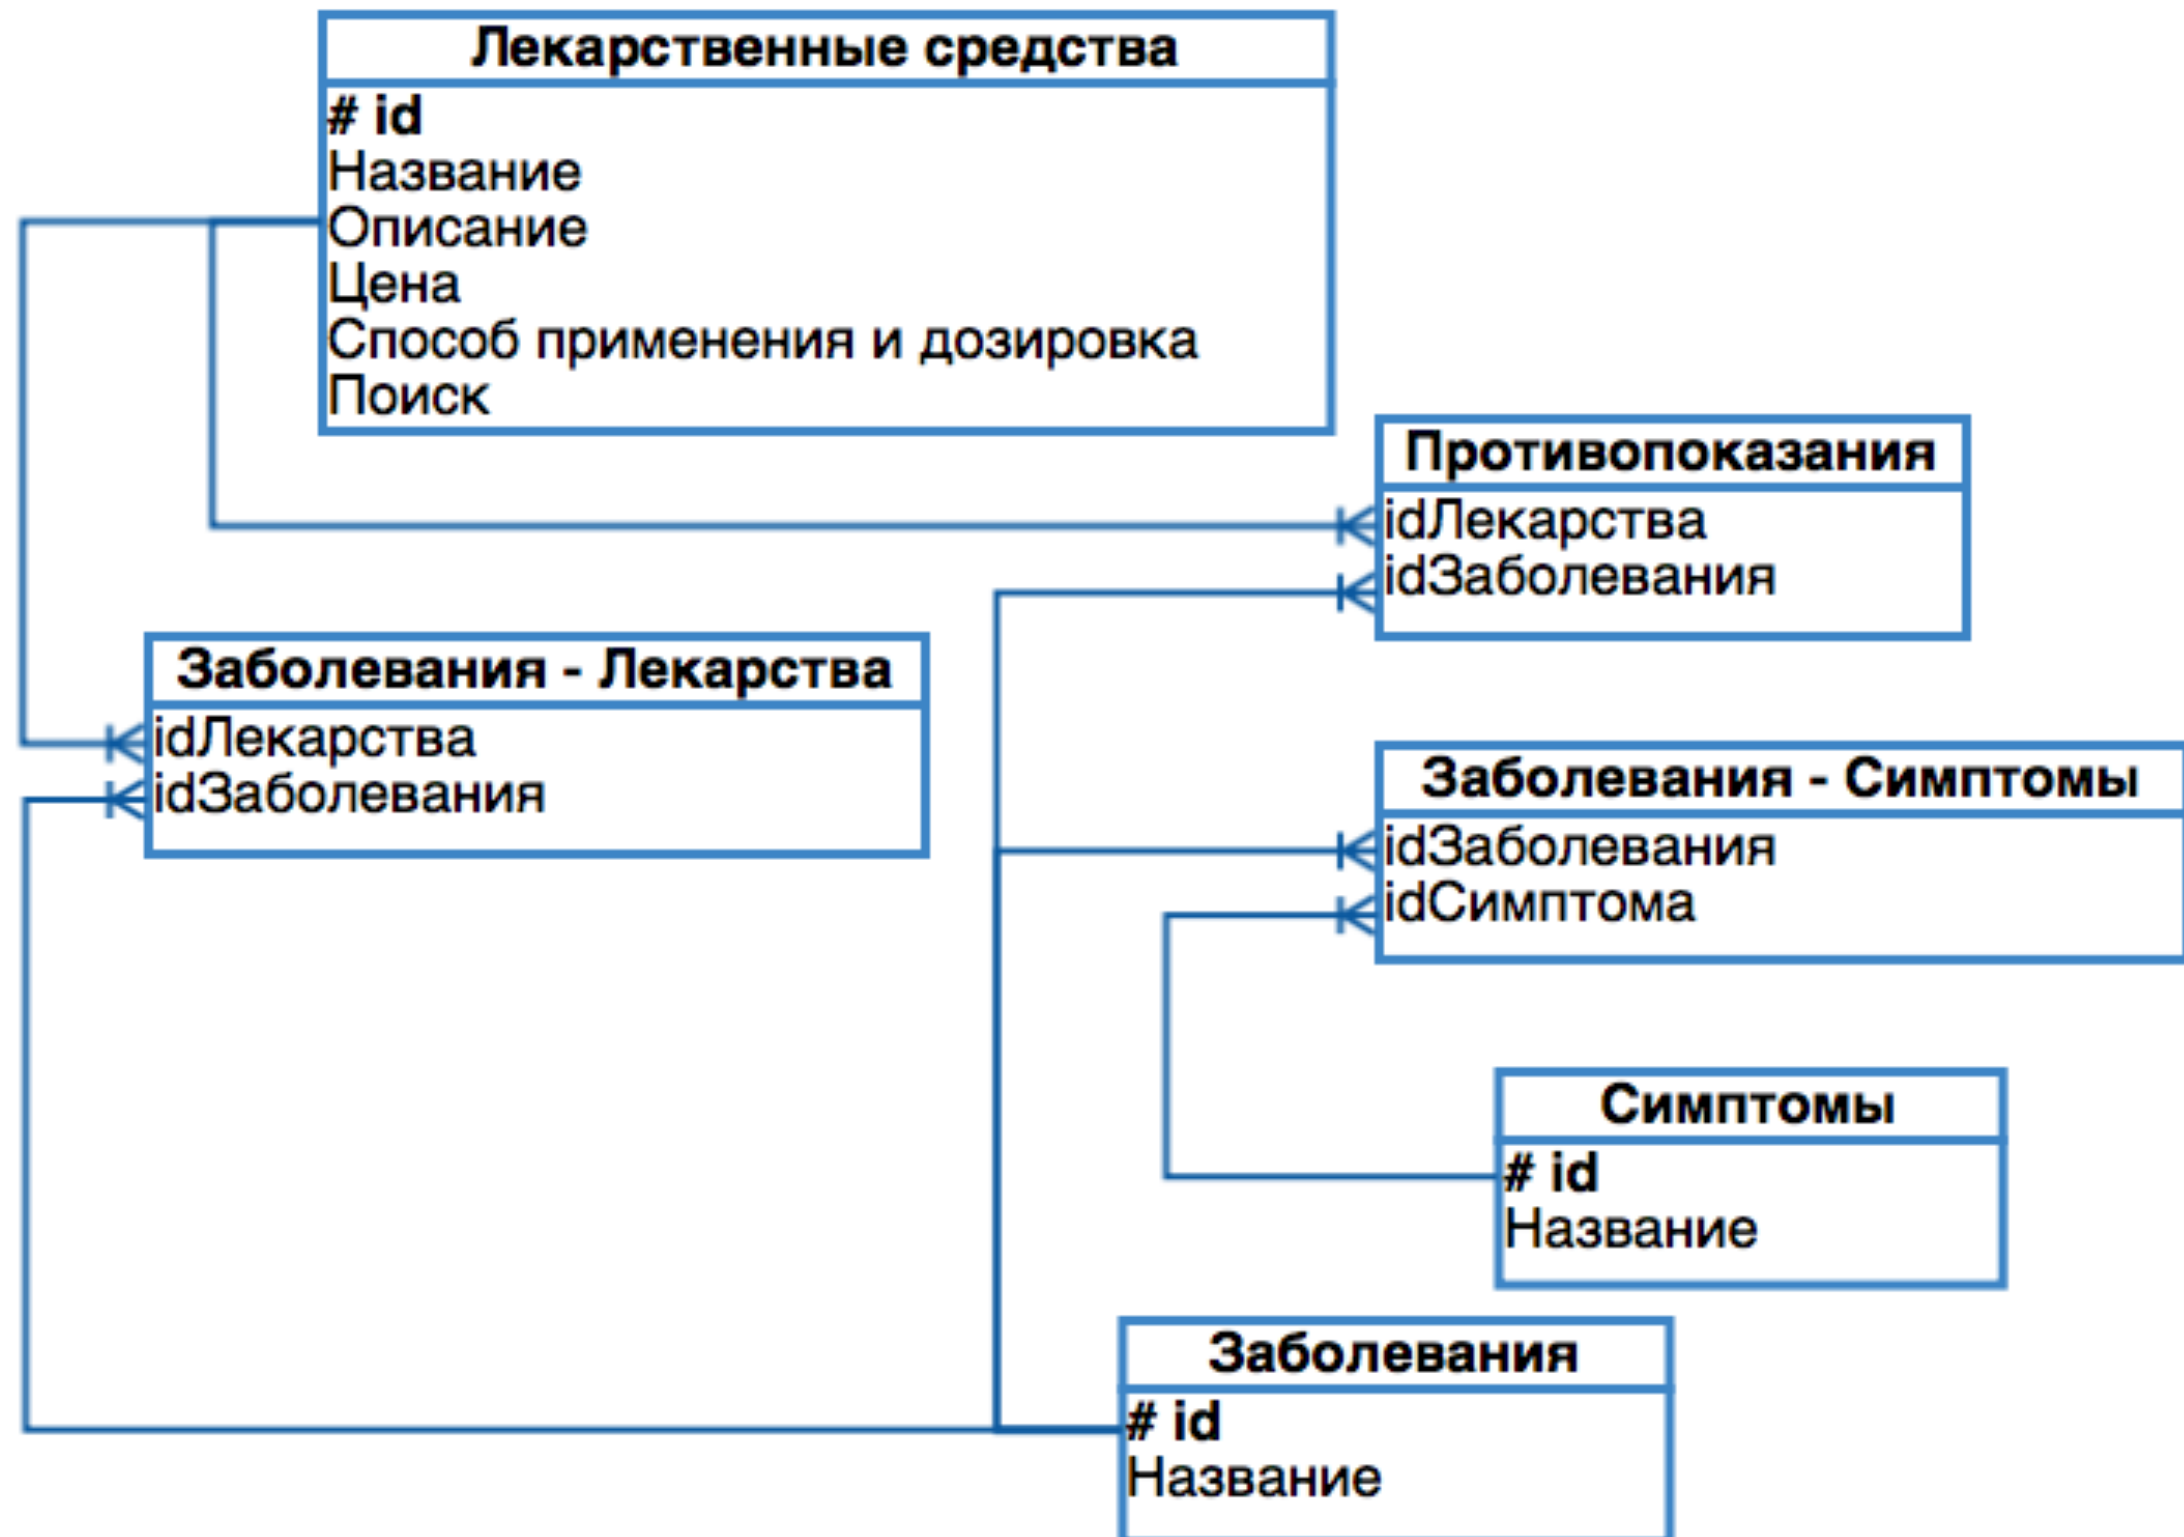 Лекарственные средства
# id
Название
Описание
Цена
Способ применения и дозировка
Поиск
Противопоказания
idЛекарства
idЗаболевания
Заболевания - Лекарства
idЛекарства
idЗаболевания
Заболевания - Симптомы
idЗаболевания
idСимптома
Симптомы
# id
Название
Заболевания
# id
Название